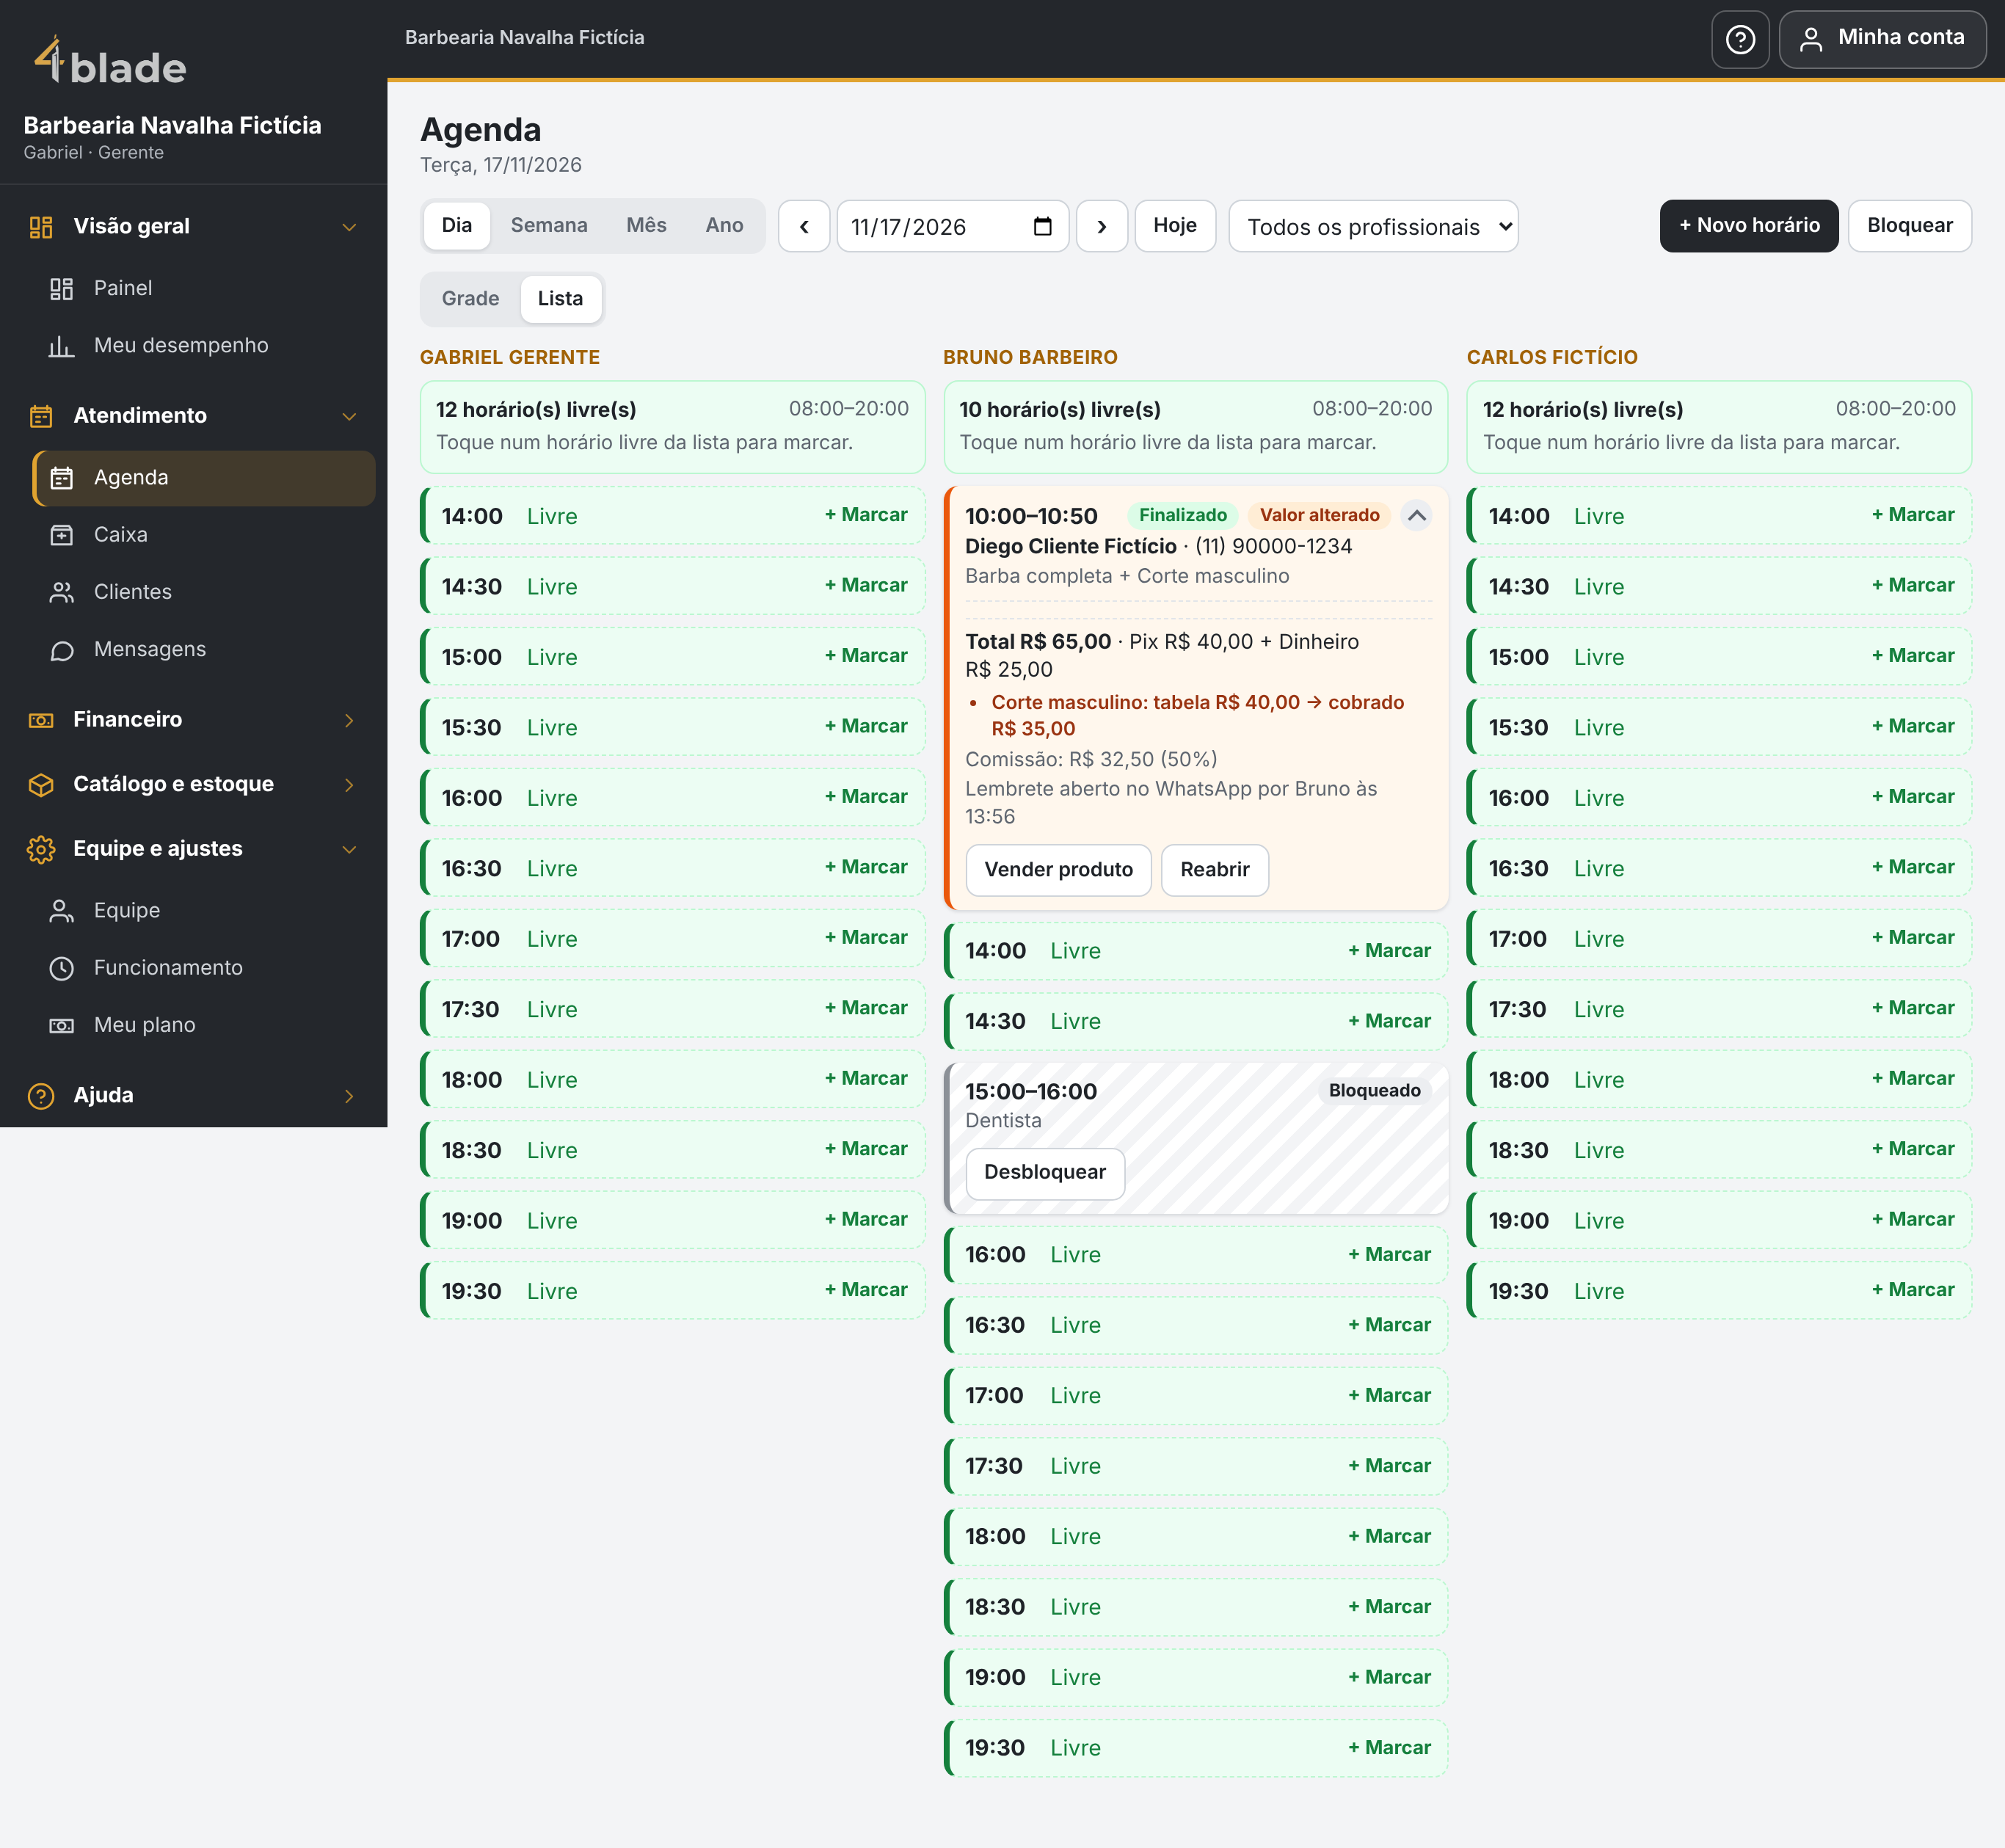 4blade
Barbearia Navalha Fictícia
Gabriel · Gerente
Visão geral
Painel
Meu desempenho
Atendimento
Agenda
Caixa
Clientes
Mensagens
Financeiro
Catálogo e estoque
Equipe e ajustes
Equipe
Funcionamento
Meu plano
Ajuda
Barbearia Navalha Fictícia
Minha conta
Agenda
Terça, 17/11/2026
Dia Semana Mês Ano 11/17/2026 Hoje Todos os profissionais + Novo horário Bloquear
Grade Lista
GABRIEL GERENTE
12 horário(s) livre(s) 08:00–20:00
Toque num horário livre da lista para marcar.
14:00 Livre + Marcar
14:30 Livre + Marcar
15:00 Livre + Marcar
15:30 Livre + Marcar
16:00 Livre + Marcar
16:30 Livre + Marcar
17:00 Livre + Marcar
17:30 Livre + Marcar
18:00 Livre + Marcar
18:30 Livre + Marcar
19:00 Livre + Marcar
19:30 Livre + Marcar
BRUNO BARBEIRO
10 horário(s) livre(s) 08:00–20:00
Toque num horário livre da lista para marcar.
10:00–10:50 Finalizado Valor alterado
Diego Cliente Fictício · (11) 90000-1234
Barba completa + Corte masculino
Total R$ 65,00 · Pix R$ 40,00 + Dinheiro
R$ 25,00
• Corte masculino: tabela R$ 40,00 → cobrado
R$ 35,00
Comissão: R$ 32,50 (50%)
Lembrete aberto no WhatsApp por Bruno às
13:56
Vender produto Reabrir
14:00 Livre + Marcar
14:30 Livre + Marcar
15:00–16:00 Bloqueado
Dentista
Desbloquear
16:00 Livre + Marcar
16:30 Livre + Marcar
17:00 Livre + Marcar
17:30 Livre + Marcar
18:00 Livre + Marcar
18:30 Livre + Marcar
19:00 Livre + Marcar
19:30 Livre + Marcar
CARLOS FICTÍCIO
12 horário(s) livre(s) 08:00–20:00
Toque num horário livre da lista para marcar.
14:00 Livre + Marcar
14:30 Livre + Marcar
15:00 Livre + Marcar
15:30 Livre + Marcar
16:00 Livre + Marcar
16:30 Livre + Marcar
17:00 Livre + Marcar
17:30 Livre + Marcar
18:00 Livre + Marcar
18:30 Livre + Marcar
19:00 Livre + Marcar
19:30 Livre + Marcar